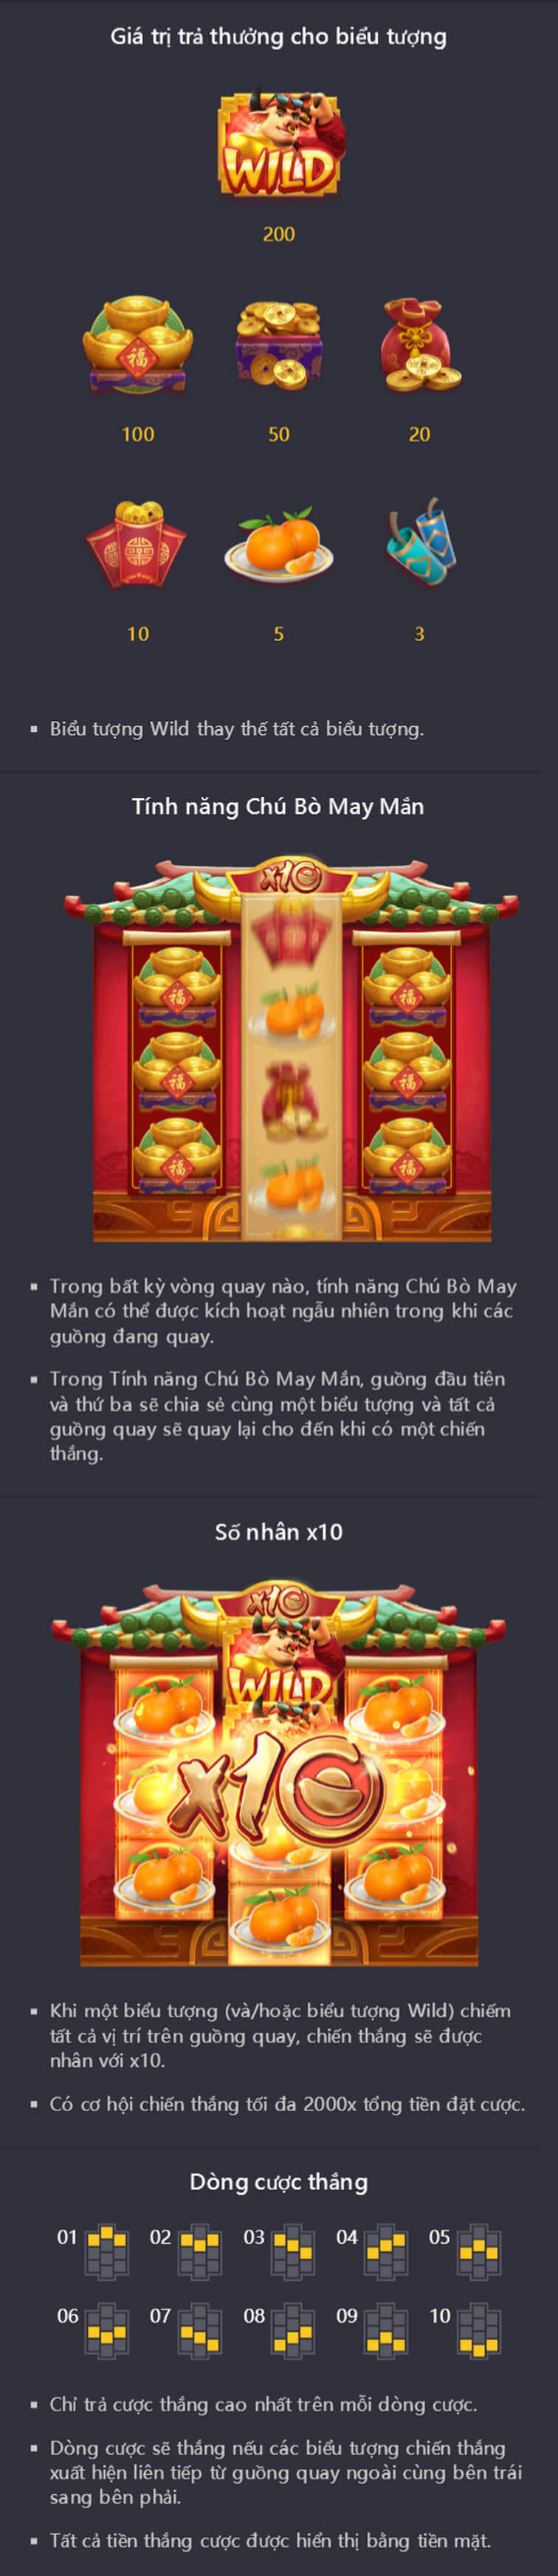 Giá trị trả thưởng cho biểu tượng
WILD
200
福
100 50 20
10 5 3
▪ Biểu tượng Wild thay thế tất cả biểu tượng.
Tính năng Chú Bò May Mắn
x10
福 福
福 福
福 福
▪ Trong bất kỳ vòng quay nào, tính năng Chú Bò May
Mắn có thể được kích hoạt ngẫu nhiên trong khi các
guồng đang quay.
▪ Trong Tính năng Chú Bò May Mắn, guồng đầu tiên
và thứ ba sẽ chia sẻ cùng một biểu tượng và tất cả
guồng quay sẽ quay lại cho đến khi có một chiến
thắng.
Số nhân x10
x10
WILD
x10
▪ Khi một biểu tượng (và/hoặc biểu tượng Wild) chiếm
tất cả vị trí trên guồng quay, chiến thắng sẽ được
nhân với x10.
▪ Có cơ hội chiến thắng tối đa 2000x tổng tiền đặt cược.
Dòng cược thắng
01 02 03 04 05
06 07 08 09 10
▪ Chỉ trả cược thắng cao nhất trên mỗi dòng cược.
▪ Dòng cược sẽ thắng nếu các biểu tượng chiến thắng
xuất hiện liên tiếp từ guồng quay ngoài cùng bên trái
sang bên phải.
▪ Tất cả tiền thắng cược được hiển thị bằng tiền mặt.